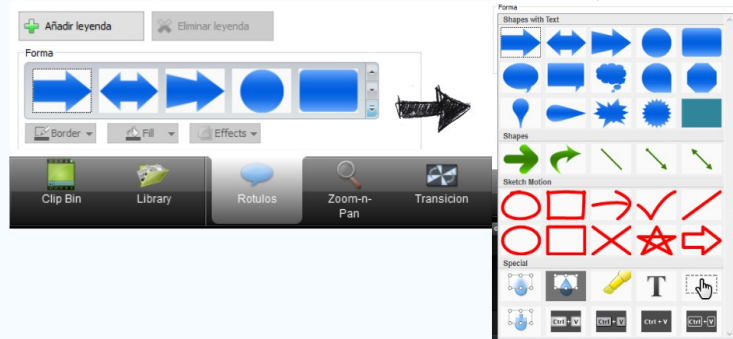 Añadir leyenda
Eliminar leyenda
Forma
Border
Fill
Effects
Clip Bin
Library
Rotulos
Zoom-n-
Pan
Transicion
Forma
Shapes with Text
Shapes
Sketch Motion
Special
T
Ctrl + V
Ctrl + V
Ctrl + V
Ctrl + V